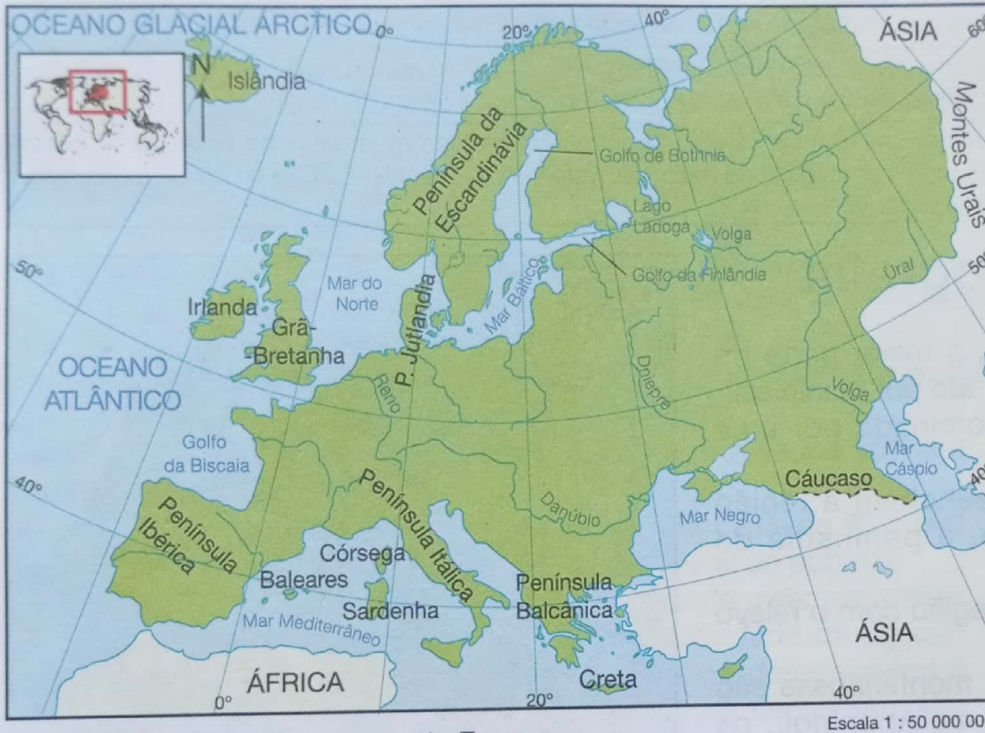 OCEANO GLACIAL ÁRCTICO
0°
20°
40°
60°
ÁSIA
N
Islândia
Península da
Escandinávia
Golfo de Bothnia
Montes Urais
Lago
Ladoga
Volga
Golfo da Finlândia
Ural
50°
50°
Mar do
Norte
Mar Báltico
Irlanda
Grã-
-Bretanha
P. Jutlandia
OCEANO
ATLÂNTICO
Reno
Dniepre
Volga
Golfo
da Biscaia
Mar
Cáspio
40°
40°
Cáucaso
Península
Ibérica
Península Itálica
Danúbio
Mar Negro
Córsega
Baleares
Sardenha
Península
Balcânica
Mar Mediterrâneo
ÁSIA
ÁFRICA
Creta
0°
20°
40°
Escala 1 : 50 000 00